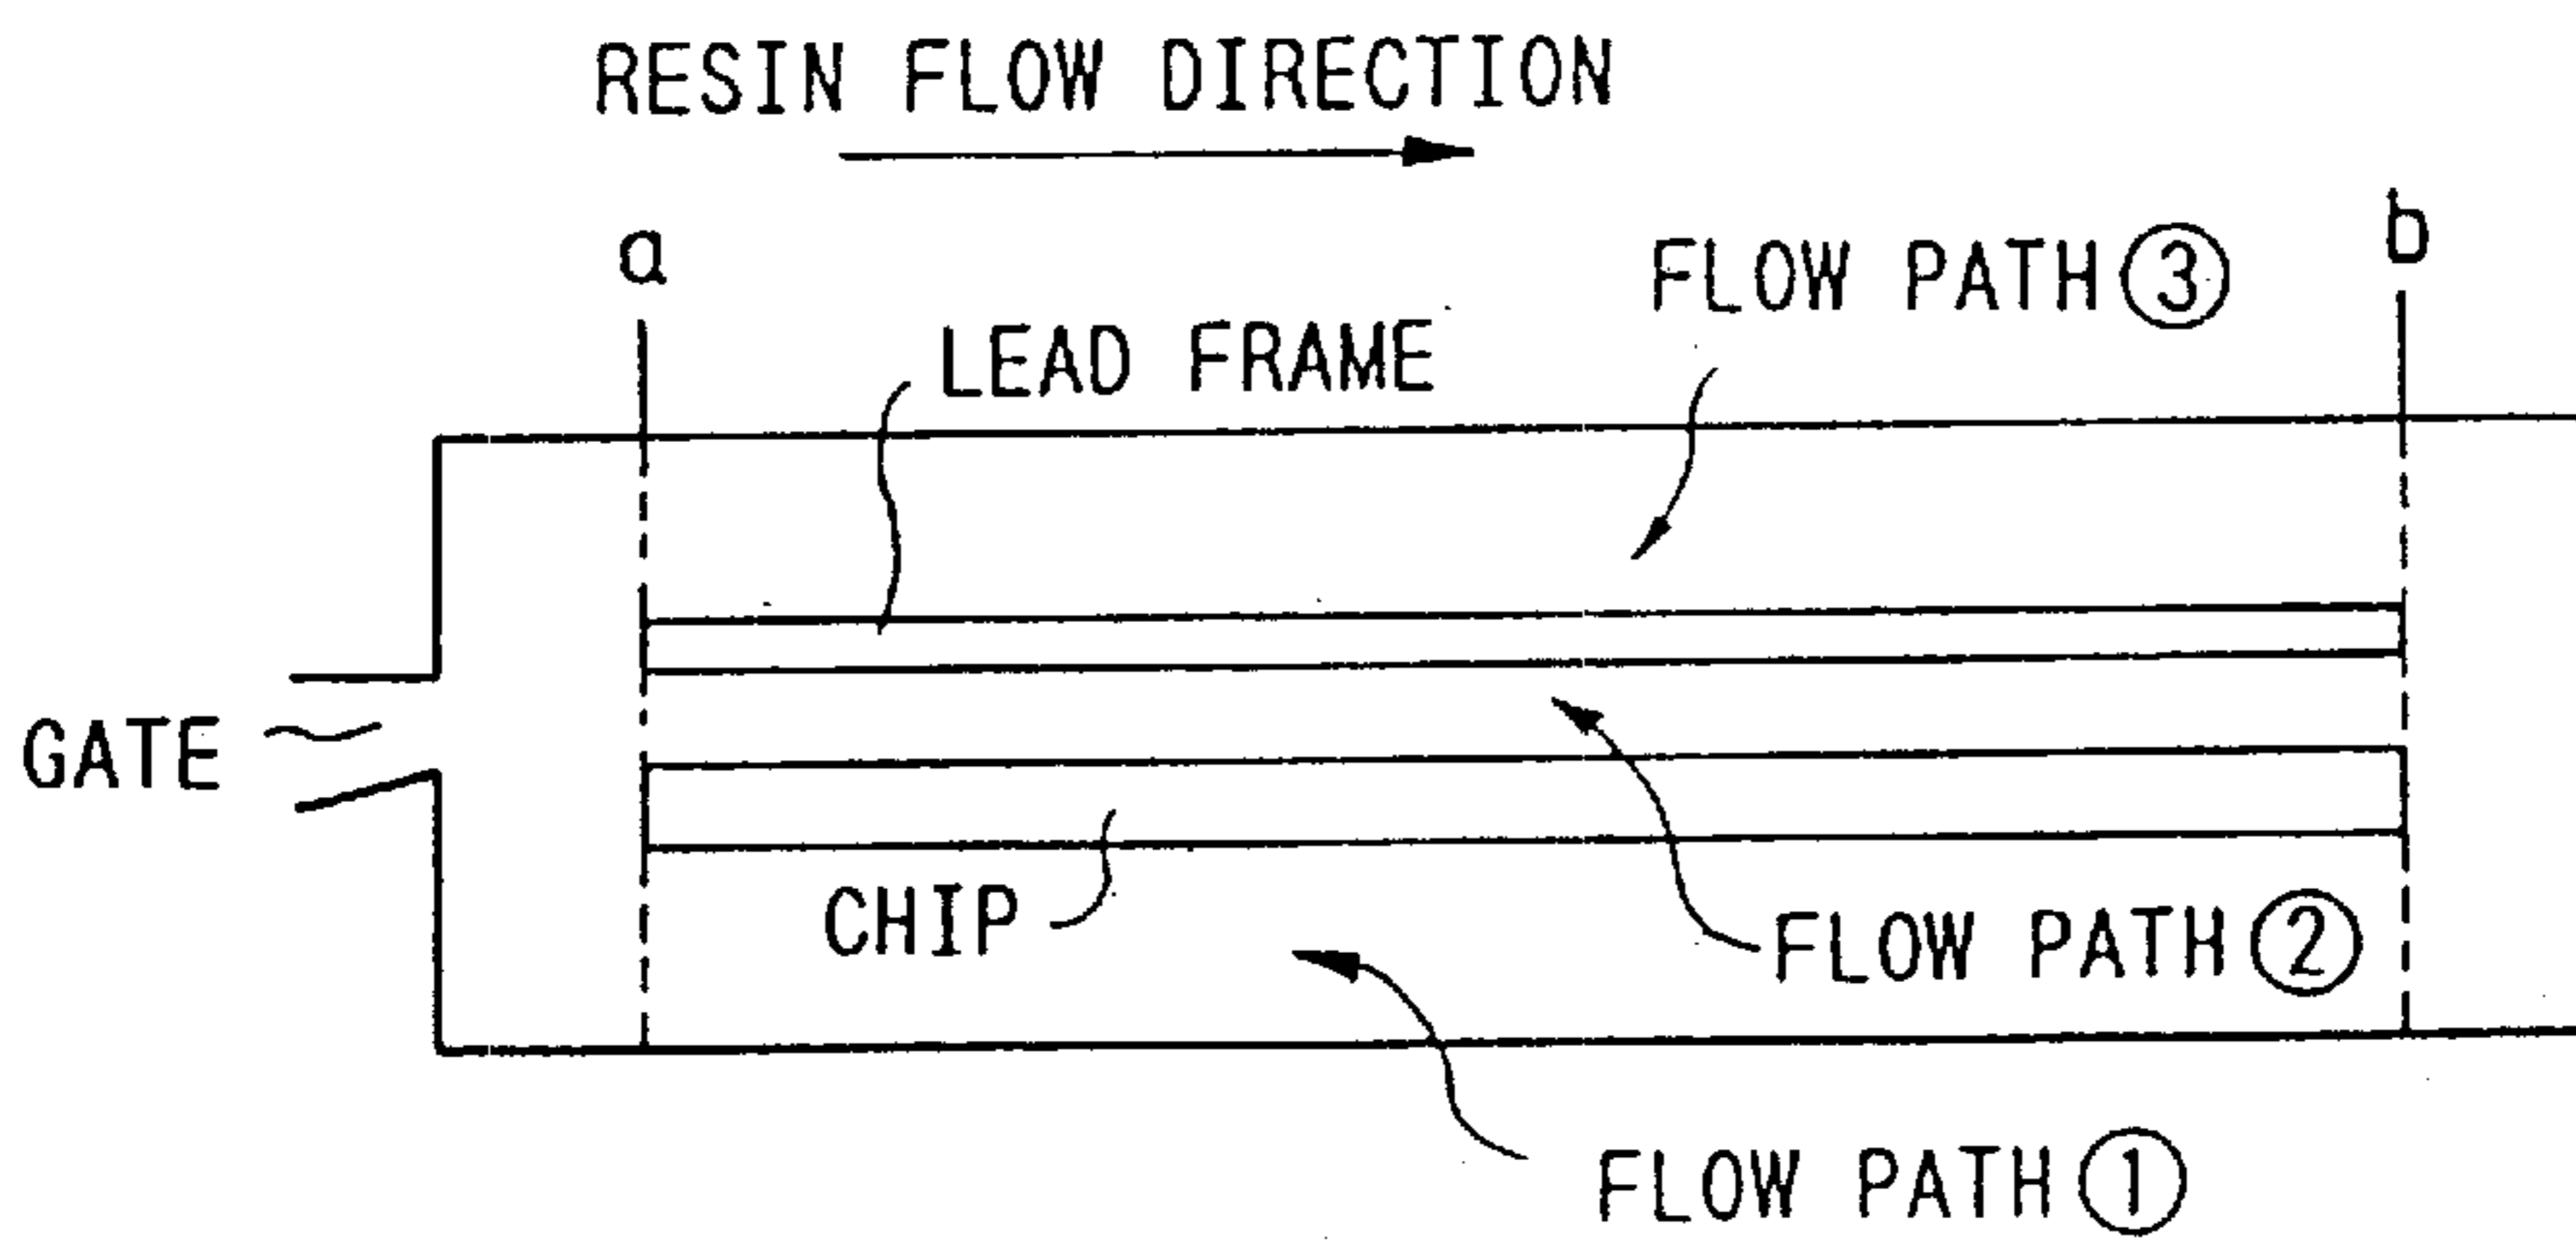 RESIN FLOW DIRECTION
a
b
FLOW PATH ③
LEAD FRAME
GATE
CHIP
FLOW PATH ②
FLOW PATH ①